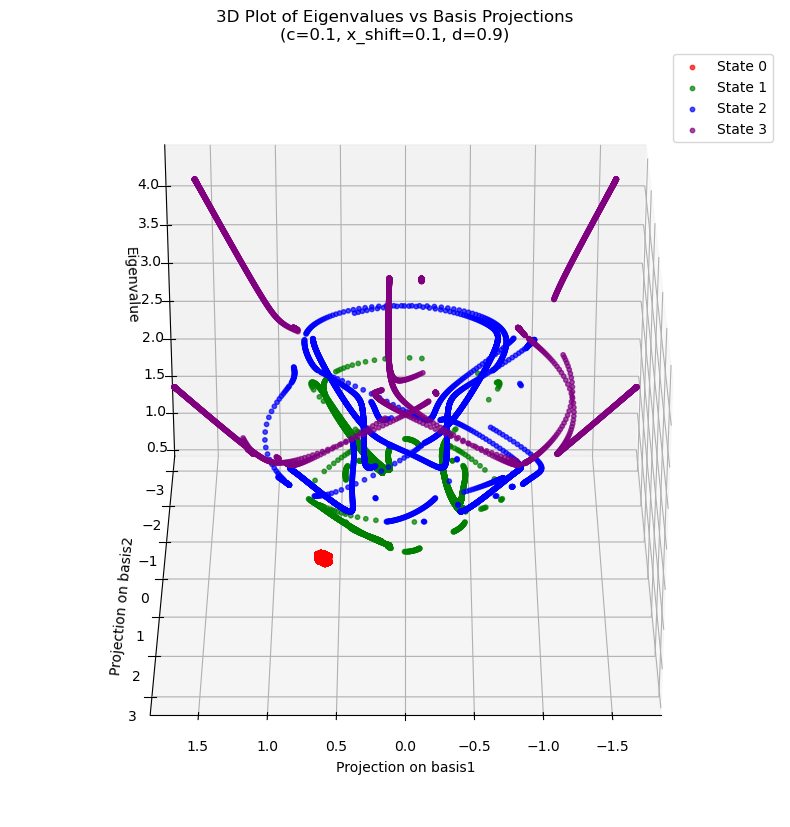 3D Plot of Eigenvalues vs Basis Projections
(c=0.1, x_shift=0.1, d=0.9)
State 0
State 1
State 2
State 3
4.0
3.5
3.0
2.5
2.0
1.5
1.0
0.5
Eigenvalue
−3
−2
−1
0
1
2
3
Projection on basis2
1.5 1.0 0.5 0.0 −0.5 −1.0 −1.5
Projection on basis1